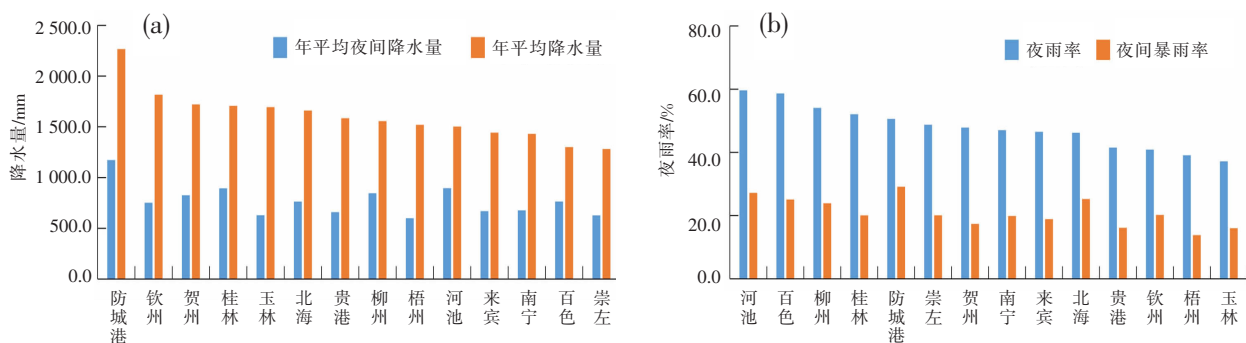 (a)
年平均夜间降水量
年平均降水量
降水量/mm
2 500.0
2 000.0
1 500.0
1 000.0
500.0
0.0
防城港
钦州
贺州
桂林
玉林
北海
贵港
柳州
梧州
河池
来宾
南宁
百色
崇左
(b)
夜雨率
夜间暴雨率
夜雨率/%
80.0
60.0
40.0
20.0
0.0
河池
百色
柳州
桂林
防城港
崇左
贺州
南宁
来宾
北海
贵港
钦州
梧州
玉林